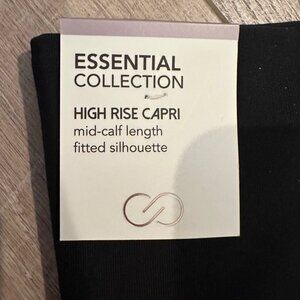 ESSENTIAL
COLLECTION
HIGH RISE CAPRI
mid-calf length
fitted silhouette